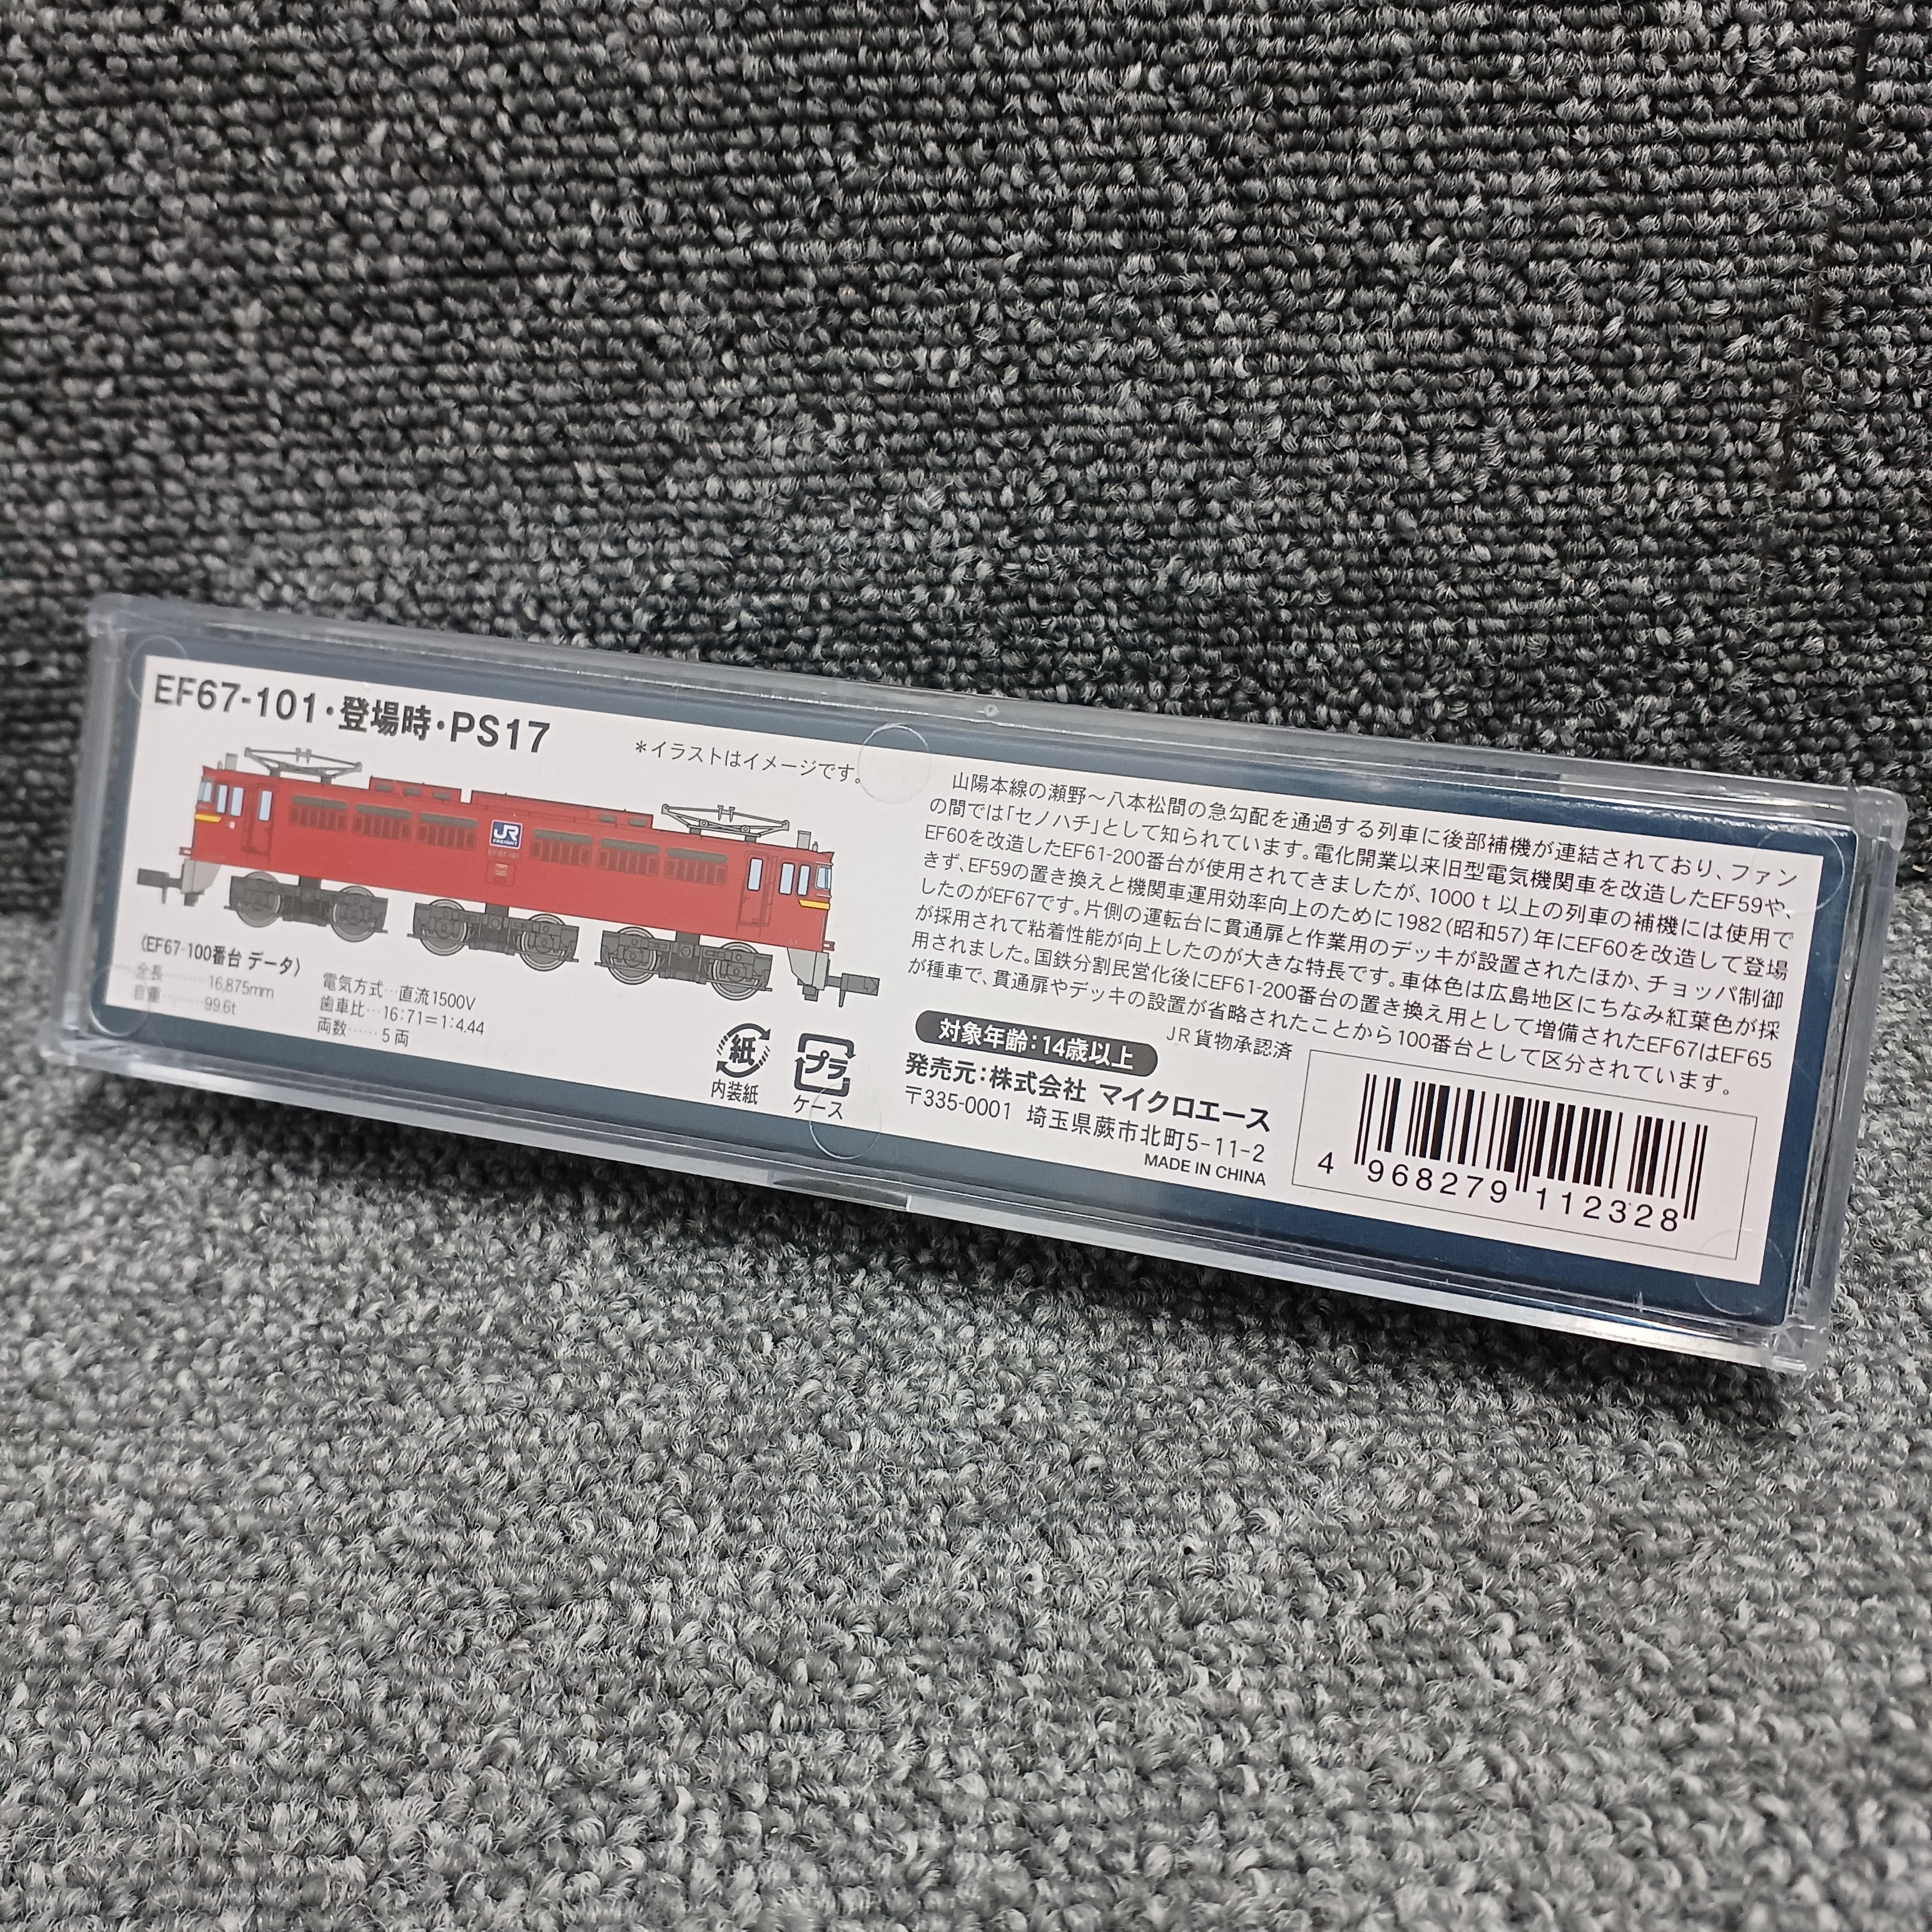 EF67-101・登場時・PS17
*イラストはイメージです。
JR
FREIGHT
〈EF67-100番台 データ〉
全長………16,875mm
自重………99.6t
電気方式…直流1500V
歯車比…16:71=1:4.44
両数……5両
紙
内装紙
プラ
ケース
山陽本線の瀬野〜八本松間の急勾配を通過する列車に後部補機が連結されており、ファン
の間では「セノハチ」として知られています。電化開業以来旧型電気機関車を改造したEF59や、
EF60を改造したEF61-200番台が使用されてきましたが、1000t以上の列車の補機には使用で
きず、EF59の置き換えと機関車運用効率向上のために1982(昭和57)年にEF60を改造して登場
したのがEF67です。片側の運転台に貫通扉と作業用のデッキが設置されたほか、チョッパ制御
が採用されて粘着性能が向上したのが大きな特長です。車体色は広島地区にちなみ紅葉色が採
用されました。国鉄分割民営化後にEF61-200番台の置き換え用として増備されたEF67はEF65
が種車で、貫通扉やデッキの設置が省略されたことから100番台として区分されています。
対象年齢:14歳以上
JR貨物承認済
発売元:株式会社 マイクロエース
〒335-0001 埼玉県蕨市北町5-11-2
MADE IN CHINA
4 968279 112328